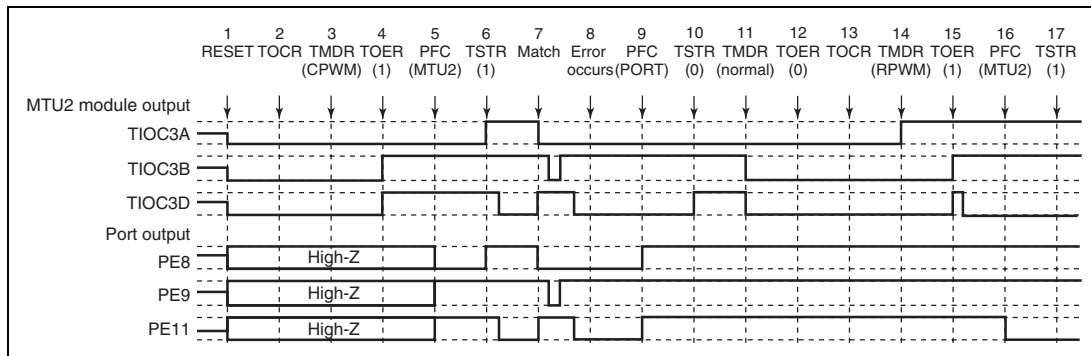 1 2 3 4 5 6 7 8 9 10 11 12 13 14 15 16 17
RESET TOCR TMDR TOER PFC TSTR Match Error PFC TSTR TMDR TOER TOCR TMDR TOER PFC TSTR
(CPWM) (1) (MTU2) (1) occurs (PORT) (0) (normal) (0) (RPWM) (1) (MTU2) (1)
MTU2 module output
TIOC3A
TIOC3B
TIOC3D
Port output
PE8 High-Z
PE9 High-Z
PE11 High-Z